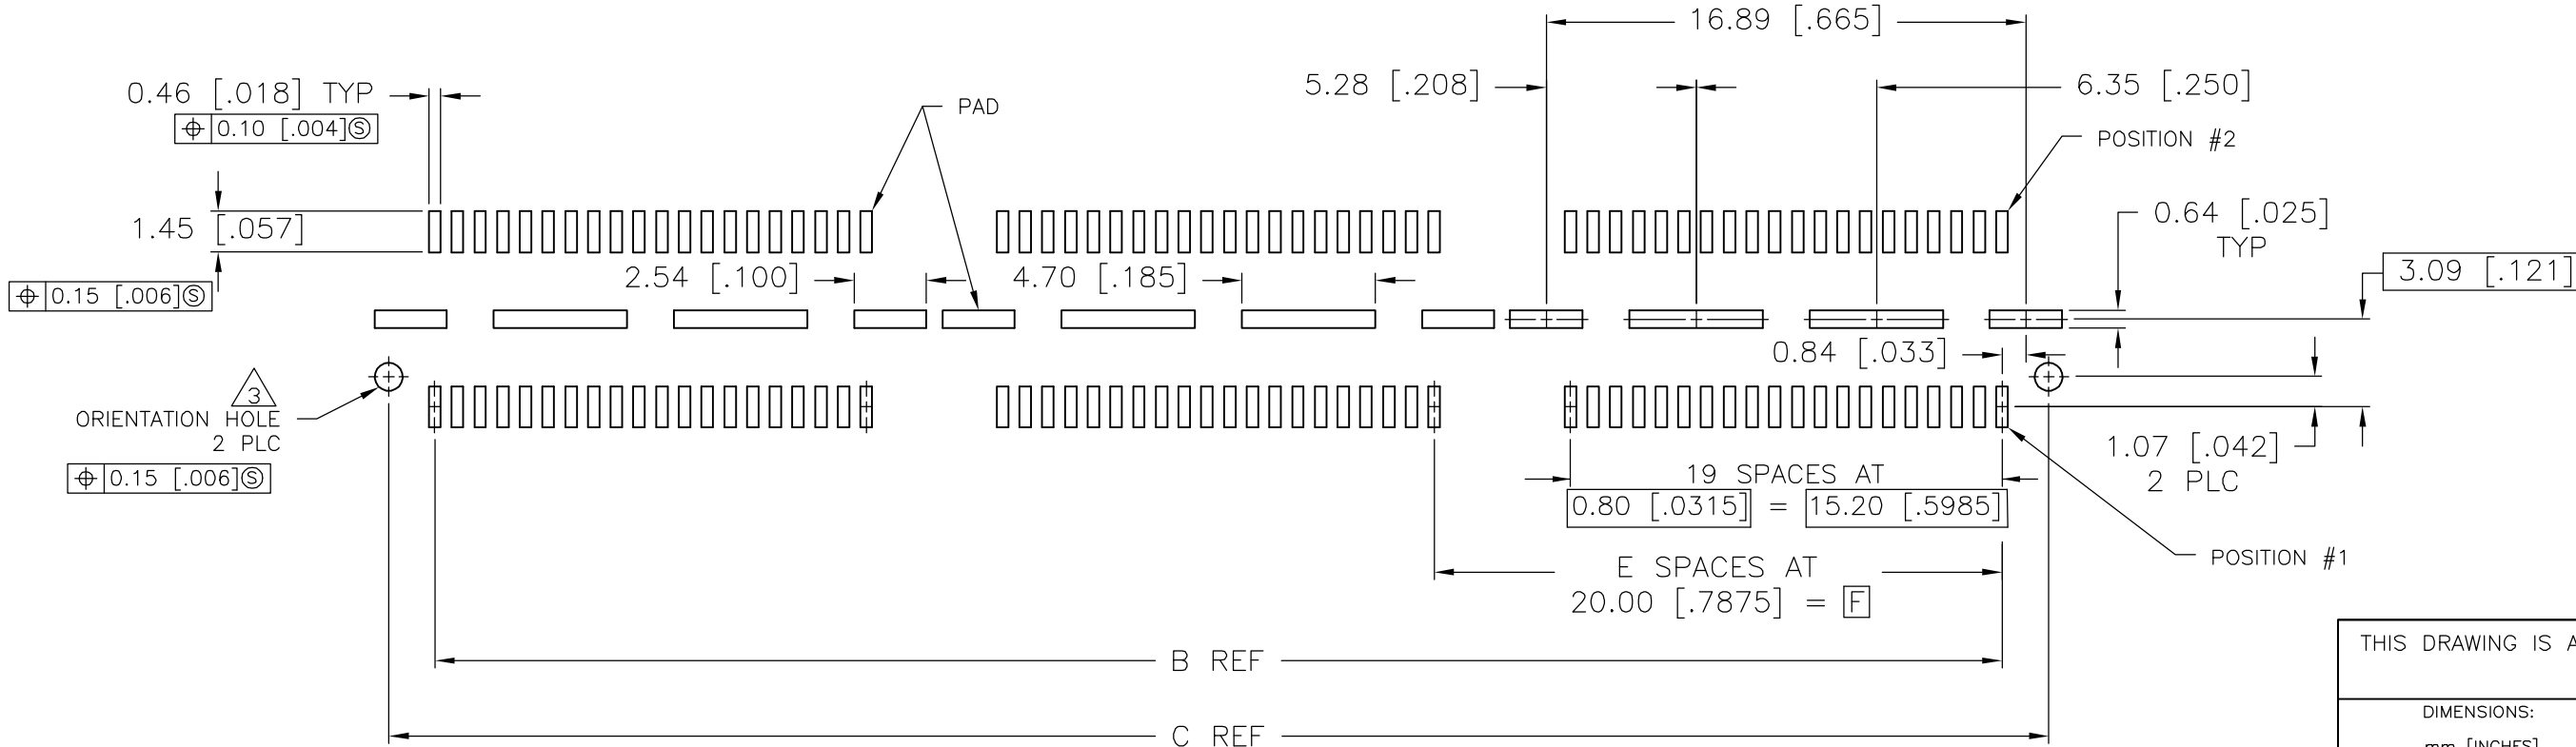 16.89 [.665]
0.46 [.018] TYP
5.28 [.208]
6.35 [.250]
PAD
⌖ 0.10 [.004]Ⓢ
POSITION #2
1.45 [.057]
0.64 [.025]
TYP
2.54 [.100]
4.70 [.185]
3.09 [.121]
⌖ 0.15 [.006]Ⓢ
0.84 [.033]
3
ORIENTATION HOLE
2 PLC
⌖ 0.15 [.006]Ⓢ
1.07 [.042]
2 PLC
19 SPACES AT
0.80 [.0315] = 15.20 [.5985]
POSITION #1
E SPACES AT
20.00 [.7875] = F
B REF
C REF
THIS DRAWING IS A
DIMENSIONS:
mm [INCHES]